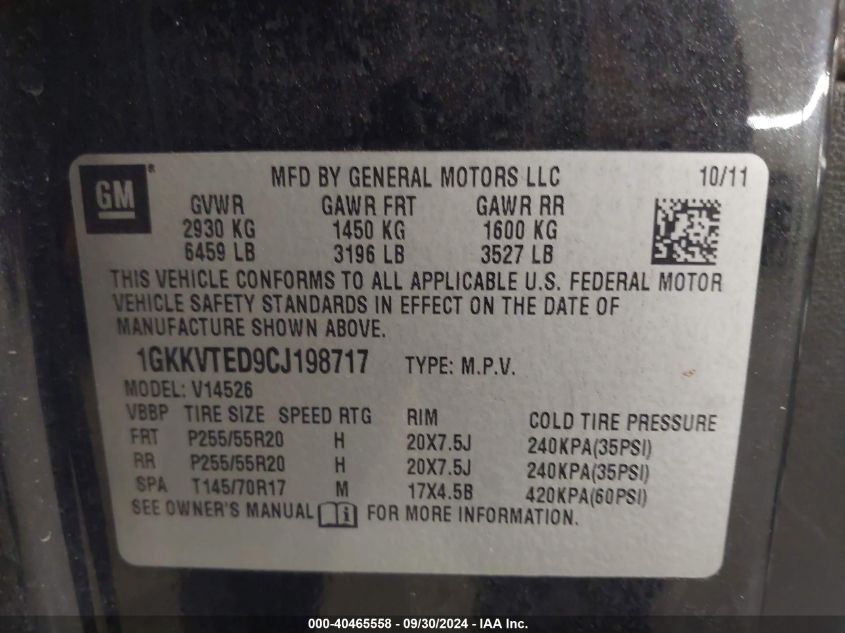 GM ® MFD BY GENERAL MOTORS LLC 10/11
GVWR GAWR FRT GAWR RR
2930 KG 1450 KG 1600 KG
6459 LB 3196 LB 3527 LB
THIS VEHICLE CONFORMS TO ALL APPLICABLE U.S. FEDERAL MOTOR
VEHICLE SAFETY STANDARDS IN EFFECT ON THE DATE OF
MANUFACTURE SHOWN ABOVE.
1GKKVTED9CJ198717 TYPE: M.P.V.
MODEL: V14526
VBBP TIRE SIZE SPEED RTG RIM COLD TIRE PRESSURE
FRT P255/55R20 H 20X7.5J 240KPA(35PSI)
RR P255/55R20 H 20X7.5J 240KPA(35PSI)
SPA T145/70R17 M 17X4.5B 420KPA(60PSI)
SEE OWNER'S MANUAL i FOR MORE INFORMATION.
000-40465558 - 09/30/2024 - IAA Inc.